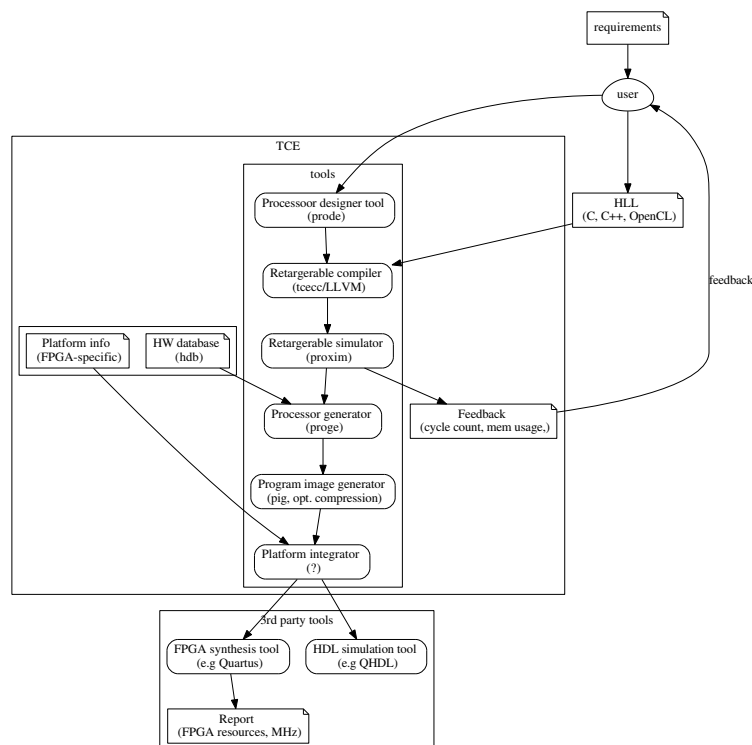 requirements
user
TCE
tools
Processoor designer tool
(prode)
HLL
(C, C++, OpenCL)
Retargerable compiler
(tcecc/LLVM)
feedback
Platform info
(FPGA-specific)
HW database
(hdb)
Retargerable simulator
(proxim)
Processor generator
(proge)
Feedback
(cycle count, mem usage,)
Program image generator
(pig, opt. compression)
Platform integrator
(?)
3rd party tools
FPGA synthesis tool
(e.g Quartus)
HDL simulation tool
(e.g QHDL)
Report
(FPGA resources, MHz)